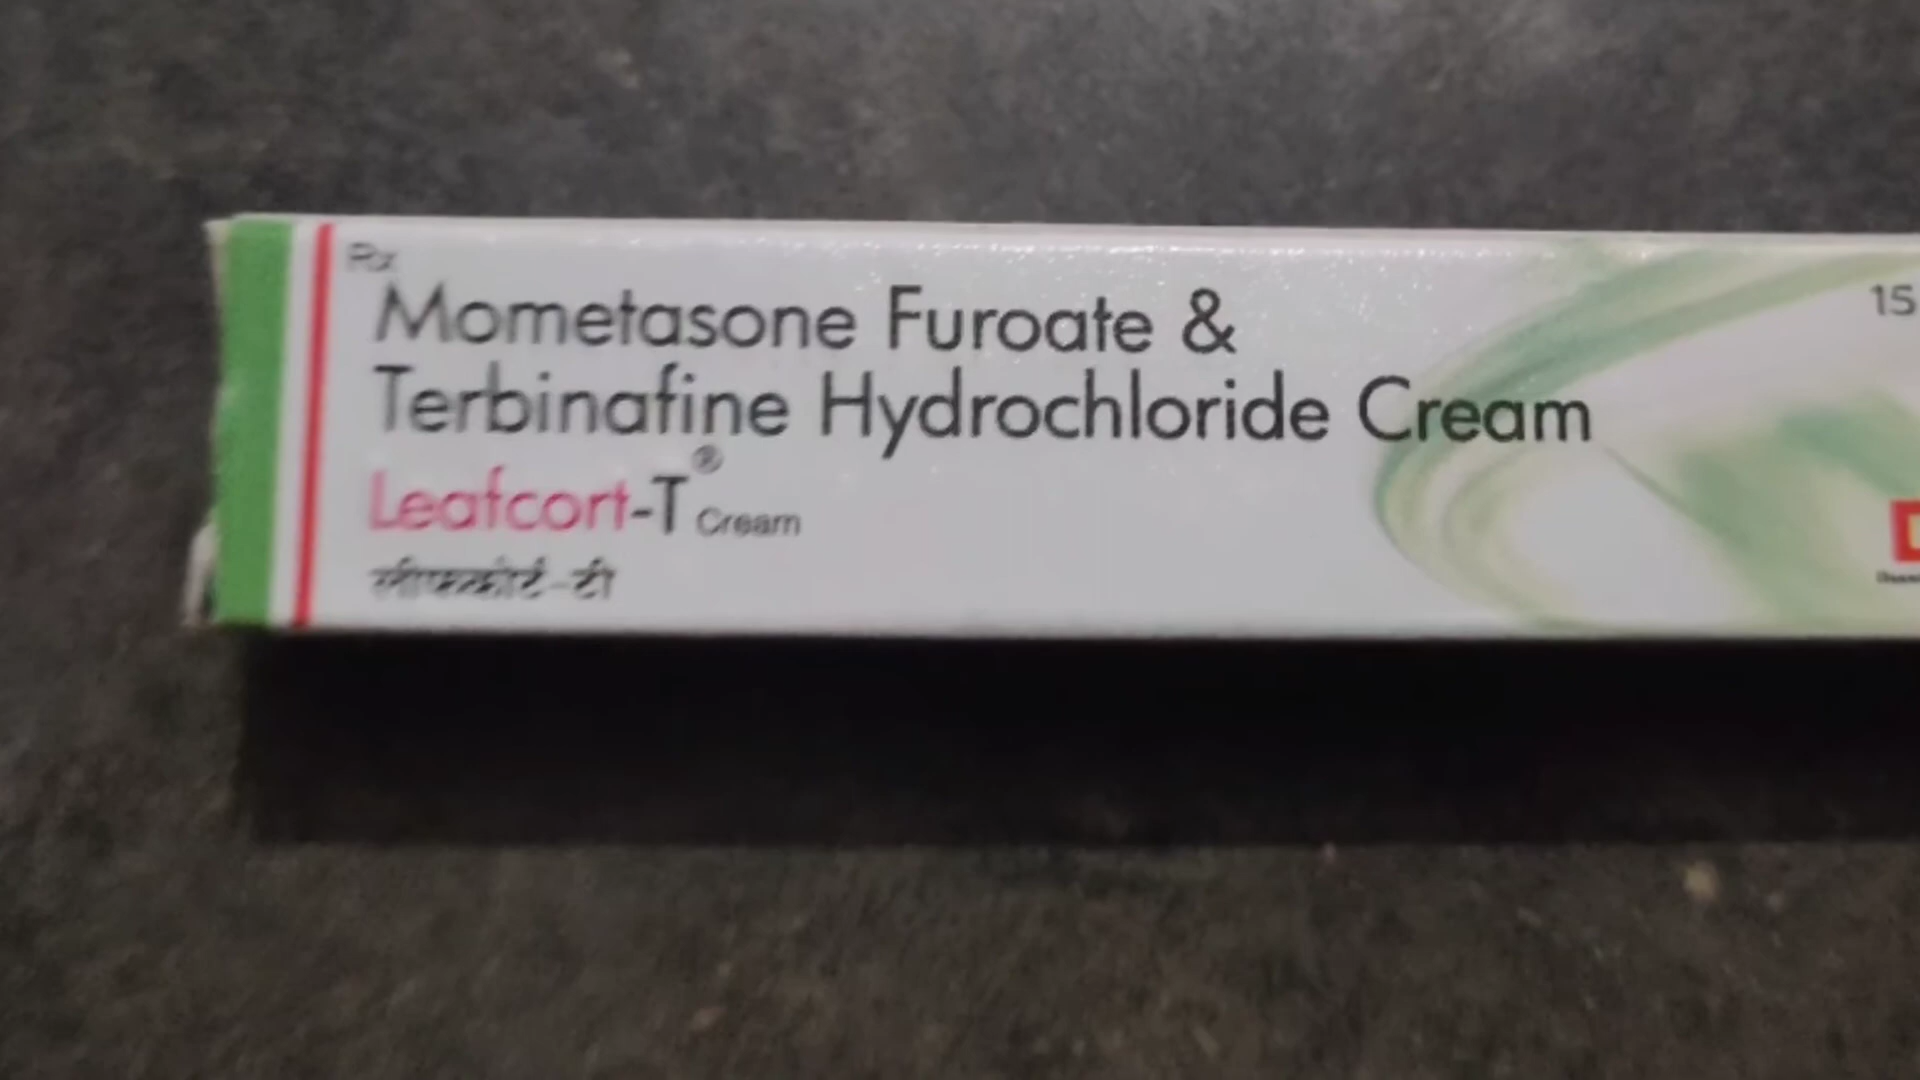 Rx
Mometasone Furoate &
Terbinafine Hydrochloride Cream
Leafcort-T® Cream
लीफकोर्ट-टी
15